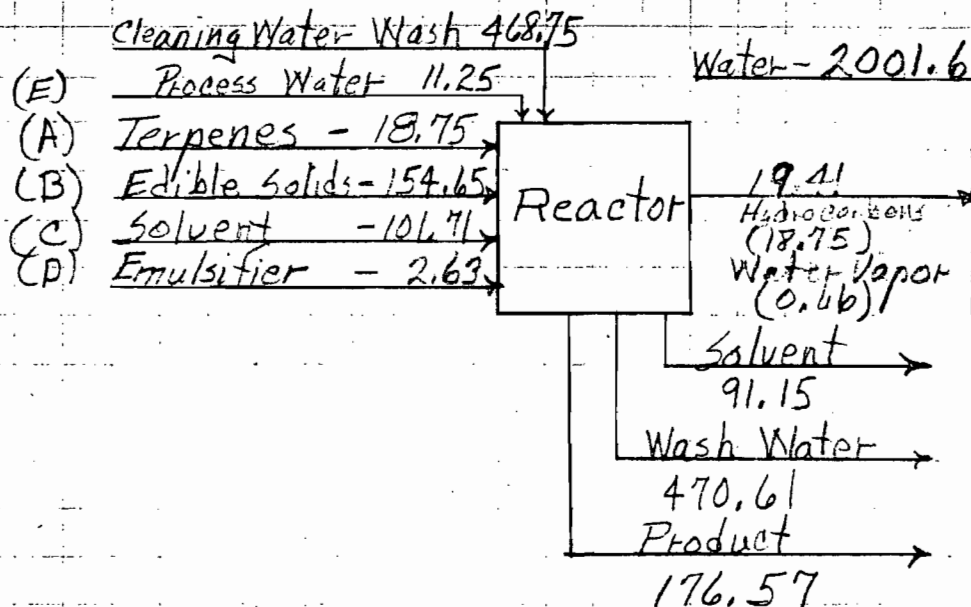 Cleaning Water Wash 468.75
Water - 2001.6
(E) Process Water 11.25
(A) Terpenes - 18.75
(B) Edible Solids - 154.65
(C) Solvent - 101.71
(D) Emulsifier - 2.63
Reactor
19.41
Hydrocarbons
(18.75)
Water Vapor
(0.66)
Solvent
91.15
Wash Water
470.61
Product
176.57